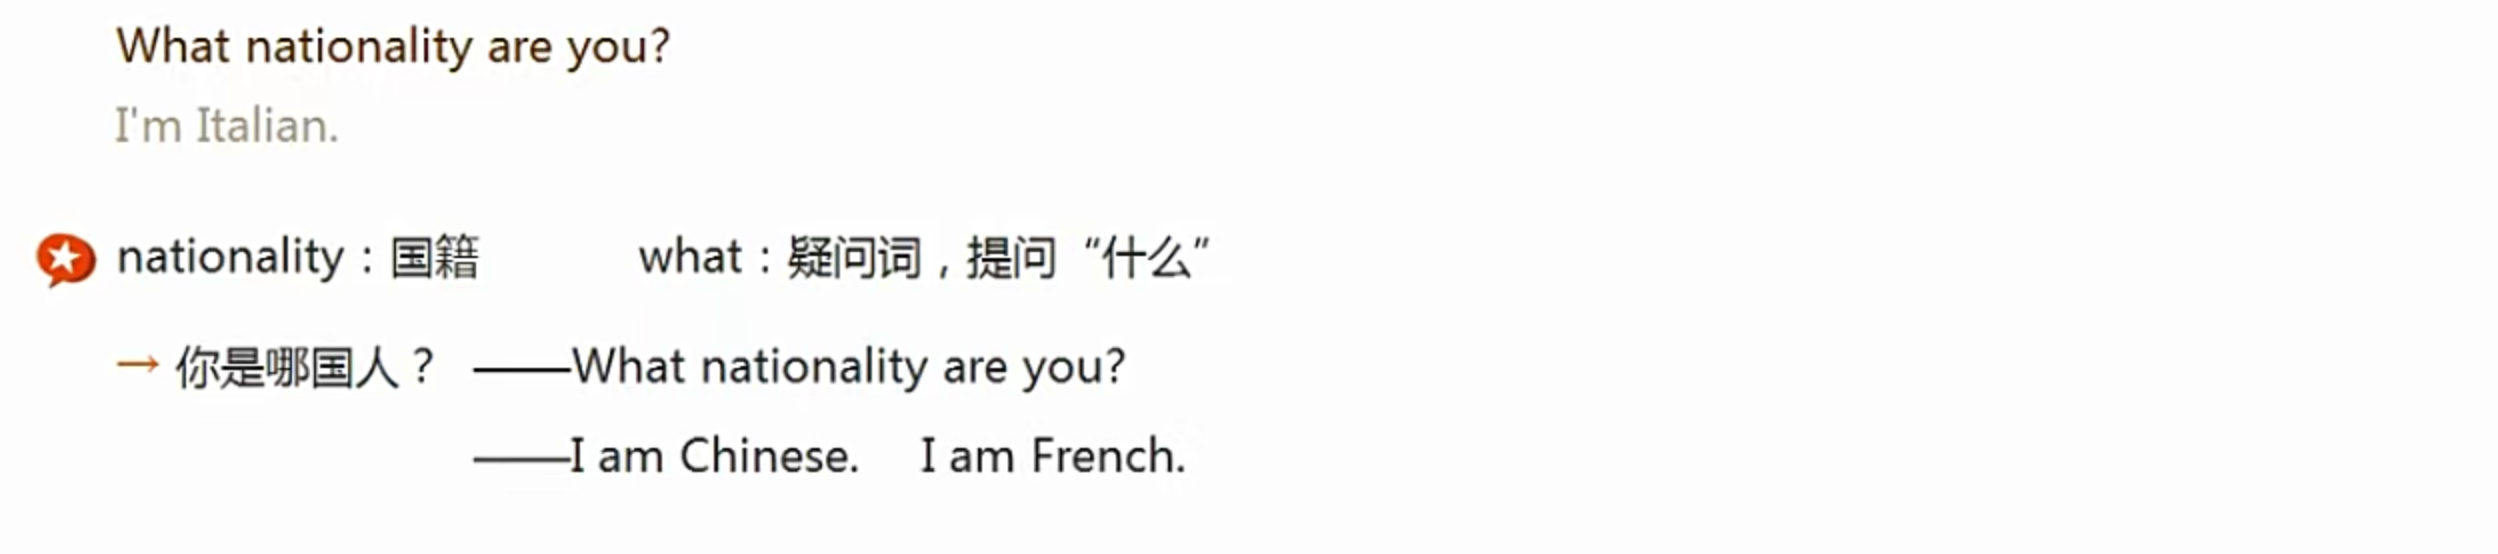 What nationality are you?
I'm Italian.
nationality：国籍 what：疑问词，提问“什么”
→ 你是哪国人？ ——What nationality are you?
——I am Chinese. I am French.